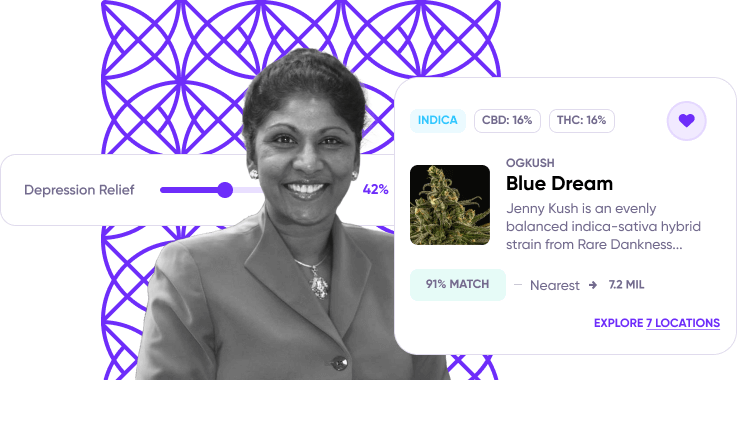 Depression Relief
42%
INDICA
CBD: 16%
THC: 16%
OGKUSH
Blue Dream
Jenny Kush is an evenly
balanced indica-sativa hybrid
strain from Rare Dankness...
91% MATCH
Nearest → 7.2 MIL
EXPLORE 7 LOCATIONS